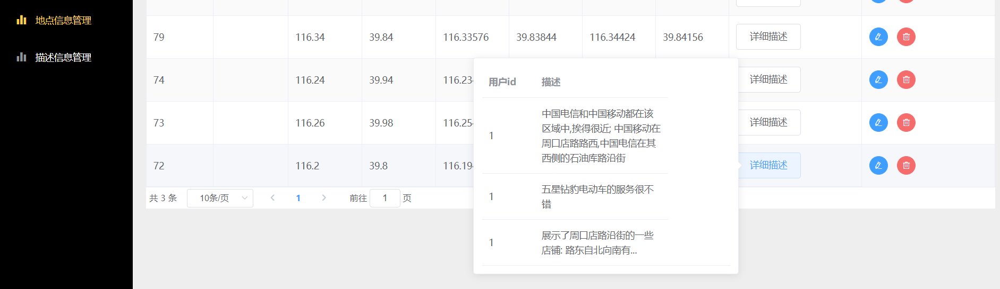 地点信息管理
描述信息管理
79 116.34 39.84 116.33576 39.83844 116.34424 39.84156 详细描述
74 116.24 39.94 116.23 详细描述
73 116.26 39.98 116.25 详细描述
72 116.2 39.8 116.19 详细描述
共 3 条 10条/页 1 前往 1 页
用户id 描述
1
中国电信和中国移动都在该
区域中,挨得很近; 中国移动在
周口店路路西,中国电信在其
西侧的石油库路沿街
1
五星钻豹电动车的服务很不
错
1
展示了周口店路沿街的一些
店铺: 路东自北向南有...